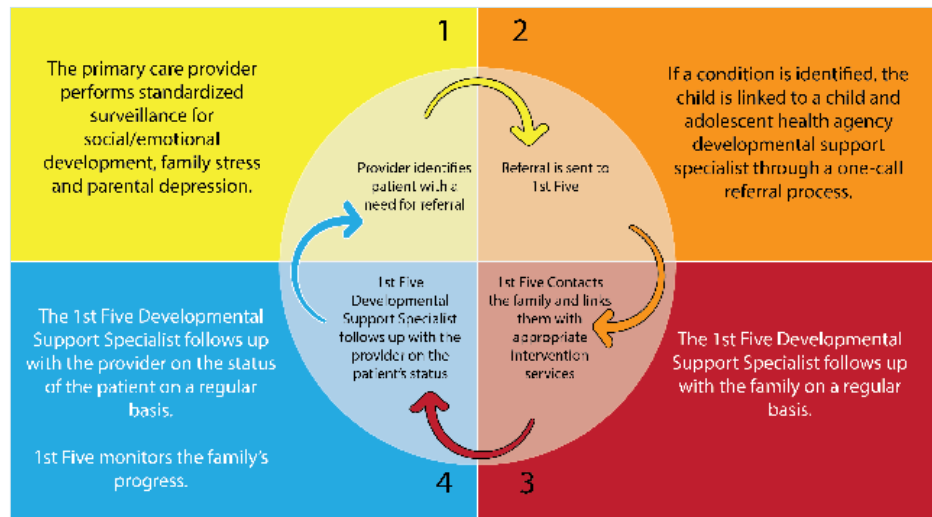 1
The primary care provider
performs standardized
surveillance for
social/emotional
development, family stress
and parental depression.
Provider identifies
patient with a
need for referral
2
If a condition is identified, the
child is linked to a child and
adolescent health agency
developmental support
specialist through a one-call
referral process.
Referral is sent to
1st Five
1st Five Contacts
the family and links
them with
appropriate
Intervention
services
The 1st Five Developmental
Support Specialist follows up
with the family on a regular
basis.
3
1st Five
Developmental
Support Specialist
follows up with the
provider on the
patient's status
The 1st Five Developmental
Support Specialist follows up
with the provider on the status
of the patient on a regular
basis.
1st Five monitors the family's
progress.
4